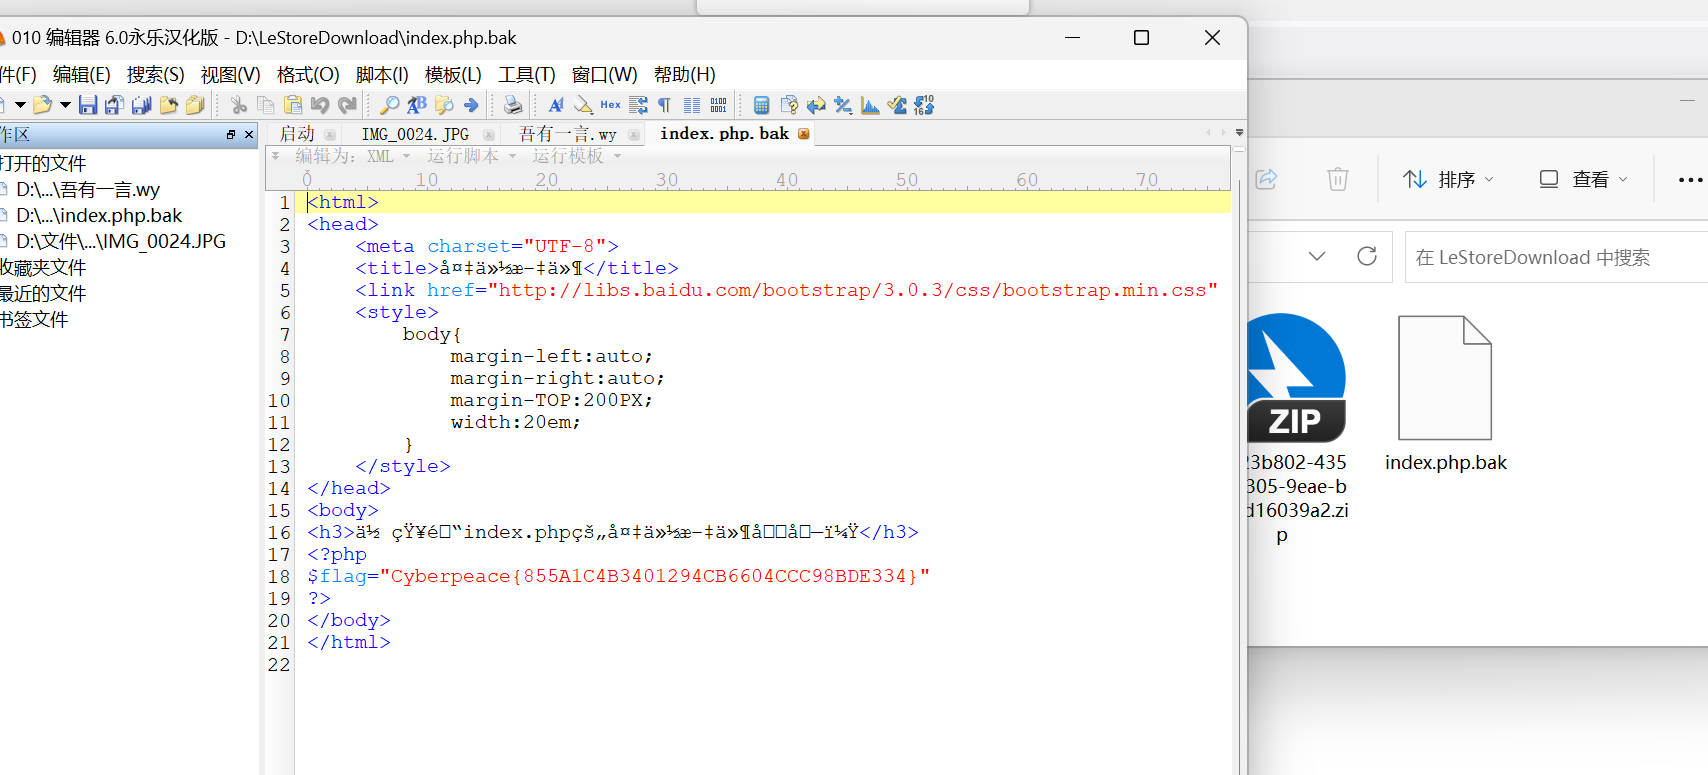 010 编辑器 6.0永乐汉化版 - D:\LeStoreDownload\index.php.bak
件(F) 编辑(E) 搜索(S) 视图(V) 格式(O) 脚本(I) 模板(L) 工具(T) 窗口(W) 帮助(H)
作区
启动 IMG_0024.JPG 吾有一言.wy index.php.bak
打开的文件
D:\...\吾有一言.wy
D:\...\index.php.bak
D:\文件\...\IMG_0024.JPG
收藏夹文件
最近的文件
书签文件
编辑为: XML 运行脚本 运行模板
0 10 20 30 40 50 60 70
1 <html>
2 <head>
3 <meta charset="UTF-8">
4 <title>å¤‡ä»½æ–‡ä»¶</title>
5 <link href="http://libs.baidu.com/bootstrap/3.0.3/css/bootstrap.min.css"
6 <style>
7 body{
8 margin-left:auto;
9 margin-right:auto;
10 margin-TOP:200PX;
11 width:20em;
12 }
13 </style>
14 </head>
15 <body>
16 <h3>ä½ çŸ¥é“index.phpçš„å¤‡ä»½æ–‡ä»¶åå—ï¼Ÿ</h3>
17 <?php
18 $flag="Cyberpeace{855A1C4B3401294CB6604CCC98BDE334}"
19 ?>
20 </body>
21 </html>
22
排序 查看
在 LeStoreDownload 中搜索
ZIP
23b802-435
305-9eae-b
d16039a2.zi
p
index.php.bak